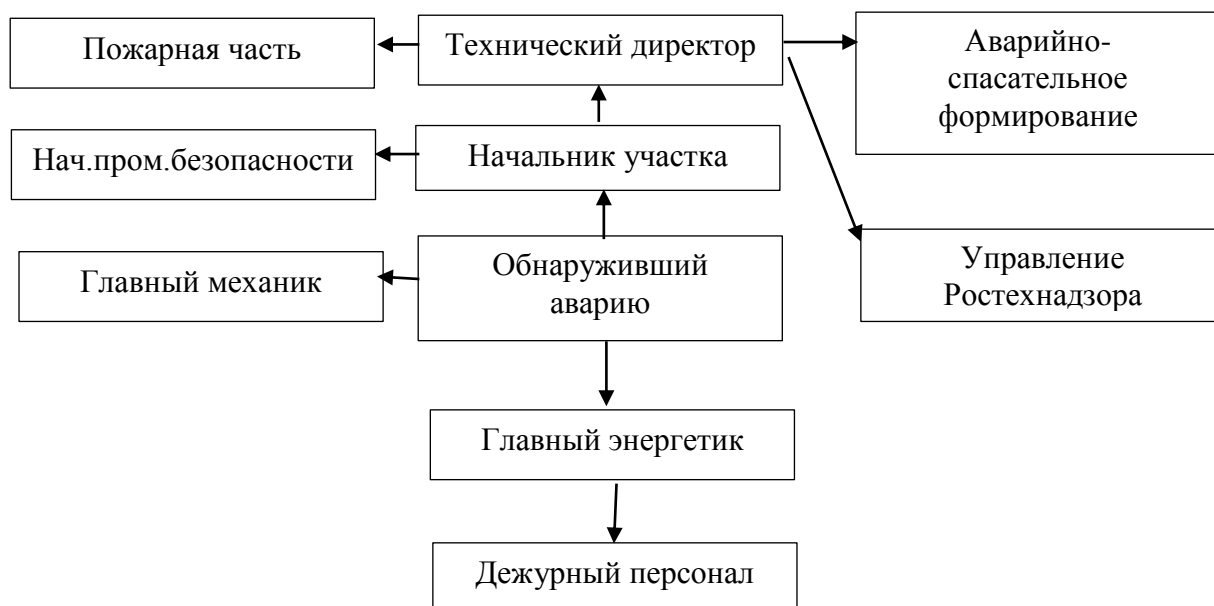 Пожарная часть
Технический директор
Аварийно-
спасательное
формирование
Нач.пром.безопасности
Начальник участка
Главный механик
Обнаруживший
аварию
Управление
Ростехнадзора
Главный энергетик
Дежурный персонал